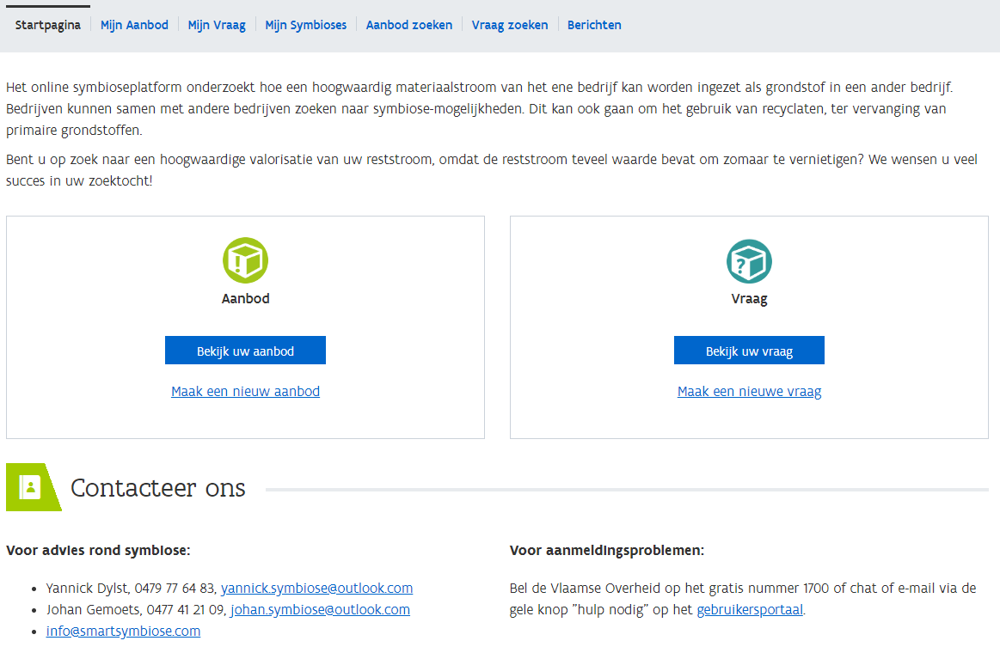 Startpagina Mijn Aanbod Mijn Vraag Mijn Symbioses Aanbod zoeken Vraag zoeken Berichten
Het online symbioseplatform onderzoekt hoe een hoogwaardig materiaalstroom van het ene bedrijf kan worden ingezet als grondstof in een ander bedrijf.
Bedrijven kunnen samen met andere bedrijven zoeken naar symbiose-mogelijkheden. Dit kan ook gaan om het gebruik van recyclaten, ter vervanging van
primaire grondstoffen.
Bent u op zoek naar een hoogwaardige valorisatie van uw reststroom, omdat de reststroom teveel waarde bevat om zomaar te vernietigen? We wensen u veel
succes in uw zoektocht!
Aanbod
Bekijk uw aanbod
Maak een nieuw aanbod
Vraag
Bekijk uw vraag
Maak een nieuwe vraag
Contacteer ons
Voor advies rond symbiose:
• Yannick Dylst, 0479 77 64 83, yannick.symbiose@outlook.com
• Johan Gemoets, 0477 41 21 09, johan.symbiose@outlook.com
• info@smartsymbiose.com
Voor aanmeldingsproblemen:
Bel de Vlaamse Overheid op het gratis nummer 1700 of chat of e-mail via de
gele knop "hulp nodig" op het gebruikersportaal.